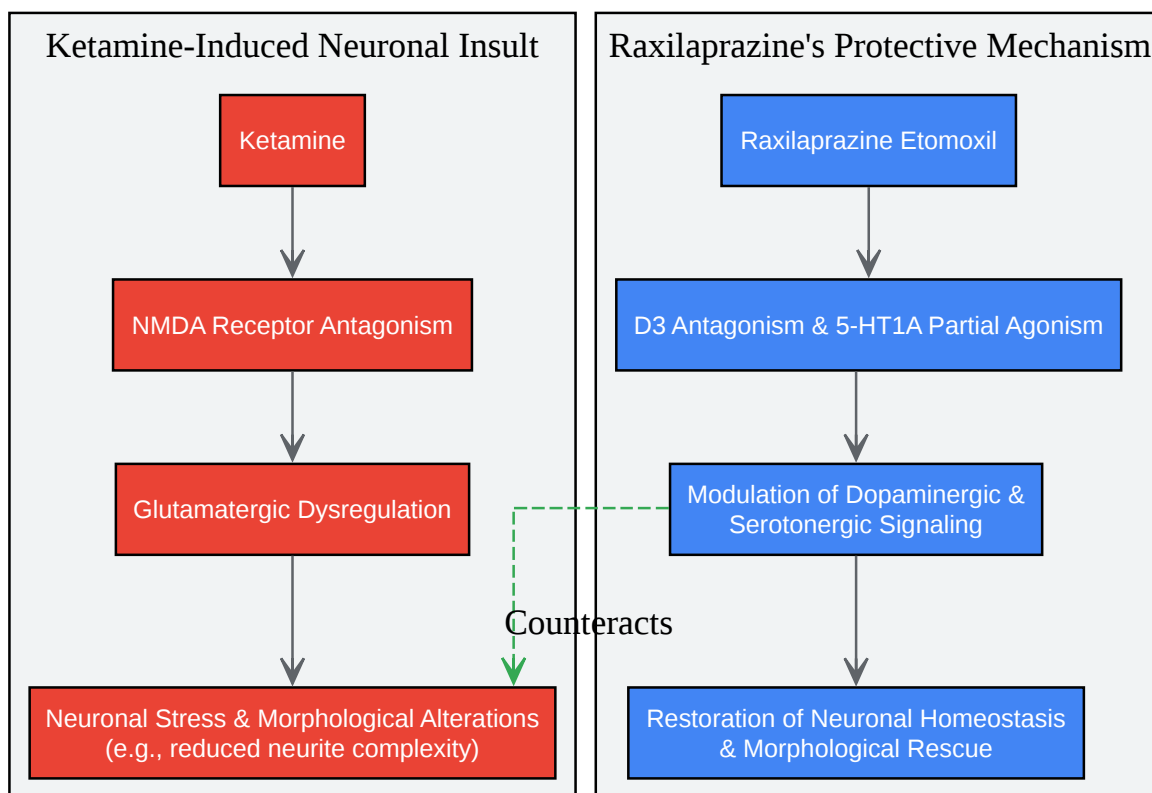 Ketamine-Induced Neuronal Insult
Ketamine
NMDA Receptor Antagonism
Glutamatergic Dysregulation
Neuronal Stress & Morphological Alterations
(e.g., reduced neurite complexity)
Raxilaprazine's Protective Mechanism
Raxilaprazine Etomoxil
D3 Antagonism & 5-HT1A Partial Agonism
Modulation of Dopaminergic &
Serotonergic Signaling
Counteracts
Restoration of Neuronal Homeostasis
& Morphological Rescue